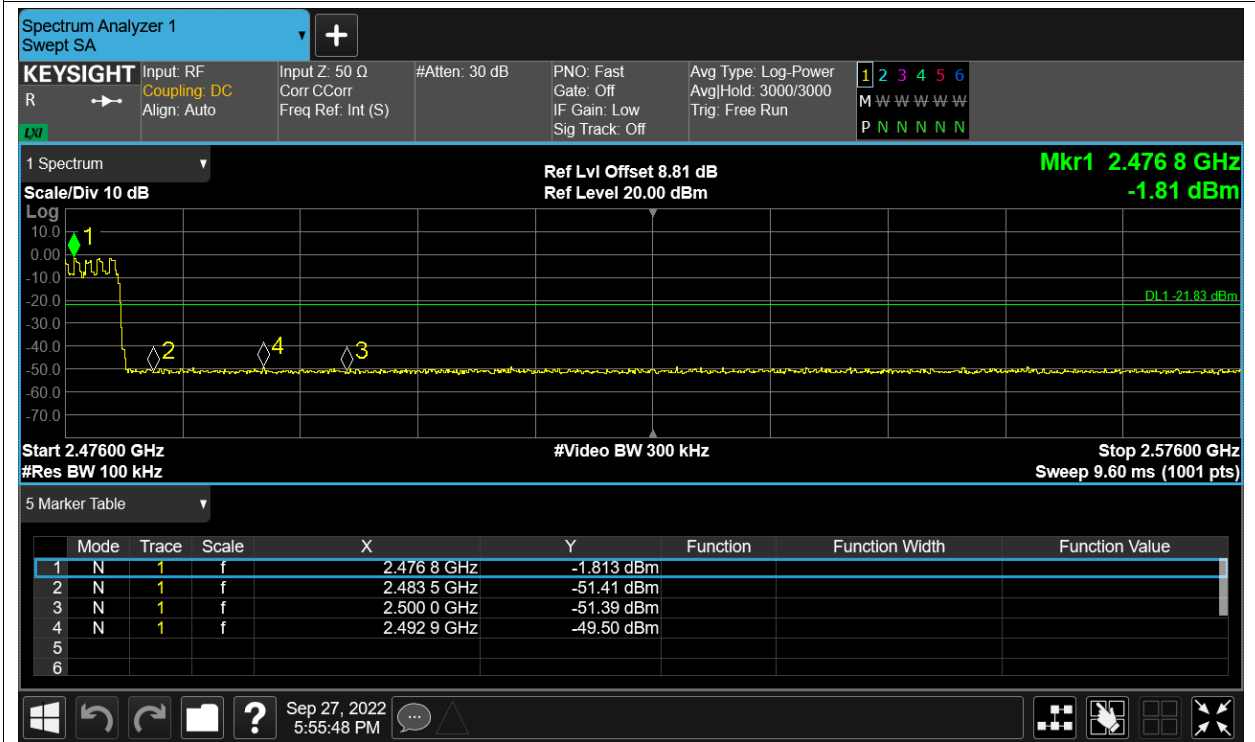 Spectrum Analyzer 1
Swept SA
+
KEYSIGHT Input: RF Input Z: 50 Ω #Atten: 30 dB PNO: Fast Avg Type: Log-Power 1 2 3 4 5 6
R Coupling: DC Corr CCorr Gate: Off Avg|Hold: 3000/3000 M W W W W W
Align: Auto Freq Ref: Int (S) IF Gain: Low Trig: Free Run
LXI Sig Track: Off P N N N N N
1 Spectrum Ref Lvl Offset 8.81 dB Mkr1 2.476 8 GHz
Scale/Div 10 dB Ref Level 20.00 dBm -1.81 dBm
Log
10.0 1
0.00
-10.0
-20.0 DL1 -21.83 dBm
-30.0
-40.0 2 4 3
-50.0
-60.0
-70.0
Start 2.47600 GHz #Video BW 300 kHz Stop 2.57600 GHz
#Res BW 100 kHz Sweep 9.60 ms (1001 pts)
5 Marker Table
Mode Trace Scale X Y Function Function Width Function Value
1 N 1 f 2.476 8 GHz -1.813 dBm
2 N 1 f 2.483 5 GHz -51.41 dBm
3 N 1 f 2.500 0 GHz -51.39 dBm
4 N 1 f 2.492 9 GHz -49.50 dBm
5
6
? Sep 27, 2022
5:55:48 PM